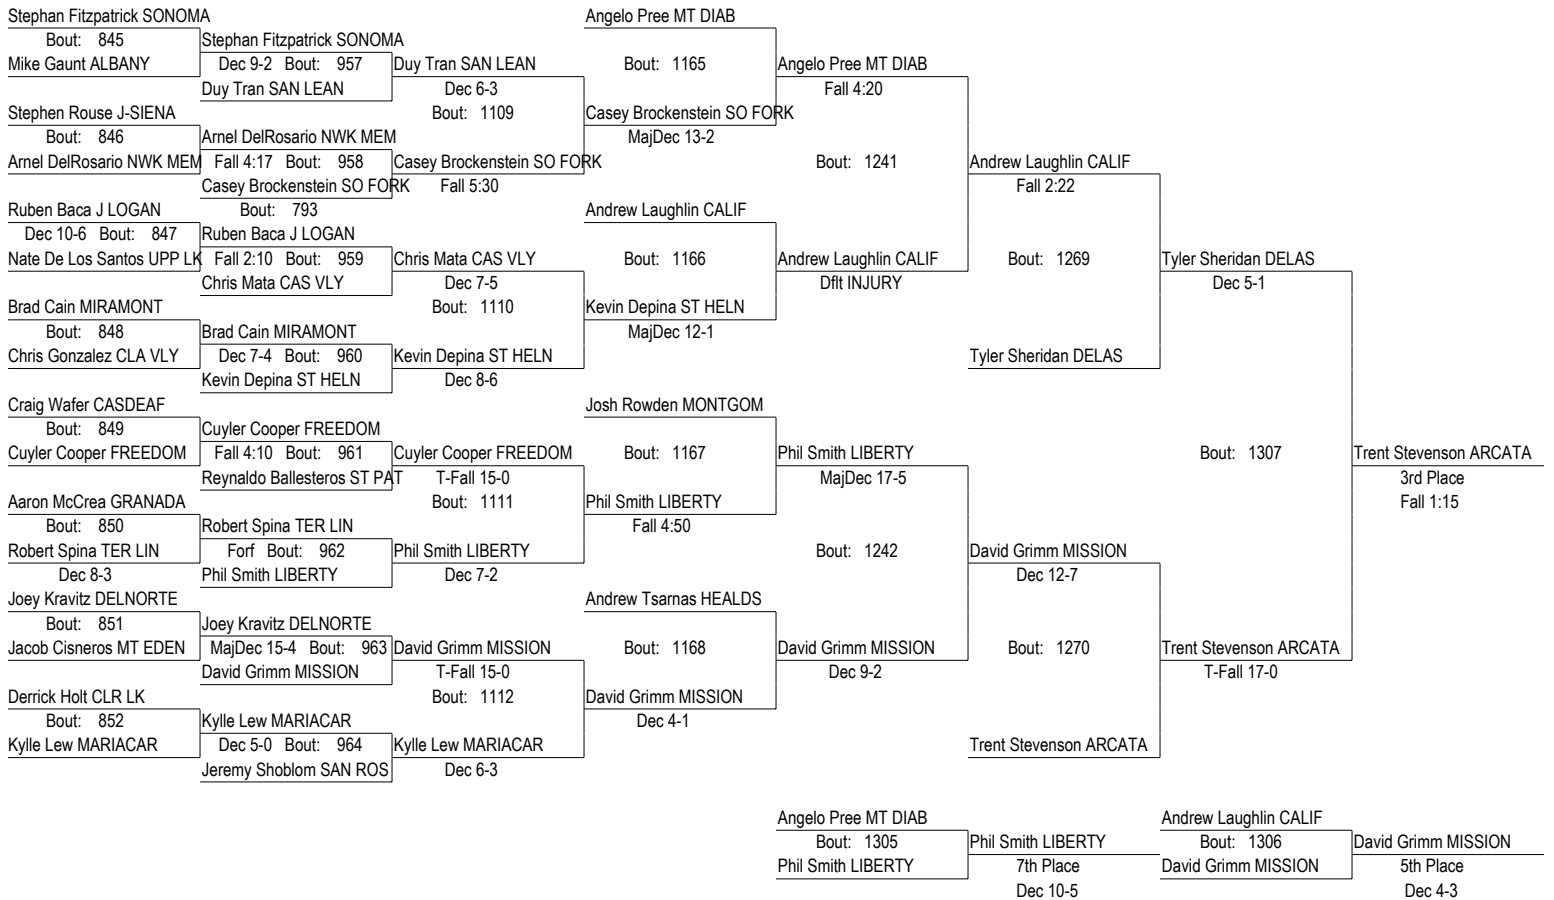 Stephan Fitzpatrick SONOMA
Bout: 845
Mike Gaunt ALBANY
Stephen Rouse J-SIENA
Bout: 846
Arnel DelRosario NWK MEM
Ruben Baca J LOGAN
Dec 10-6 Bout: 847
Nate De Los Santos UPP LK
Brad Cain MIRAMONT
Bout: 848
Chris Gonzalez CLA VLY
Craig Wafer CASDEAF
Bout: 849
Cuyler Cooper FREEDOM
Aaron McCrea GRANADA
Bout: 850
Robert Spina TER LIN
Dec 8-3
Joey Kravitz DELNORTE
Bout: 851
Jacob Cisneros MT EDEN
Derrick Holt CLR LK
Bout: 852
Kylle Lew MARIACAR
Stephan Fitzpatrick SONOMA
Dec 9-2 Bout: 957
Duy Tran SAN LEAN
Arnel DelRosario NWK MEM
Fall 4:17 Bout: 958
Casey Brockenstein SO FORK
Bout: 793
Ruben Baca J LOGAN
Fall 2:10 Bout: 959
Chris Mata CAS VLY
Brad Cain MIRAMONT
Dec 7-4 Bout: 960
Kevin Depina ST HELN
Cuyler Cooper FREEDOM
Fall 4:10 Bout: 961
Reynaldo Ballesteros ST PAT
Robert Spina TER LIN
Forf Bout: 962
Phil Smith LIBERTY
Joey Kravitz DELNORTE
MajDec 15-4 Bout: 963
David Grimm MISSION
Kylle Lew MARIACAR
Dec 5-0 Bout: 964
Jeremy Shoblom SAN ROS
Duy Tran SAN LEAN
Dec 6-3
Bout: 1109
Casey Brockenstein SO FORK
Fall 5:30
Chris Mata CAS VLY
Dec 7-5
Bout: 1110
Kevin Depina ST HELN
Dec 8-6
Cuyler Cooper FREEDOM
T-Fall 15-0
Bout: 1111
Phil Smith LIBERTY
Dec 7-2
David Grimm MISSION
T-Fall 15-0
Bout: 1112
Kylle Lew MARIACAR
Dec 6-3
Angelo Pree MT DIAB
Bout: 1165
Casey Brockenstein SO FORK
MajDec 13-2
Andrew Laughlin CALIF
Bout: 1166
Kevin Depina ST HELN
MajDec 12-1
Josh Rowden MONTGOM
Bout: 1167
Phil Smith LIBERTY
Fall 4:50
Andrew Tsarnas HEALDS
Bout: 1168
David Grimm MISSION
Dec 4-1
Angelo Pree MT DIAB
Fall 4:20
Bout: 1241
Andrew Laughlin CALIF
Dflt INJURY
Phil Smith LIBERTY
MajDec 17-5
Bout: 1242
David Grimm MISSION
Dec 9-2
Andrew Laughlin CALIF
Fall 2:22
Bout: 1269
Tyler Sheridan DELAS
David Grimm MISSION
Dec 12-7
Bout: 1270
Trent Stevenson ARCATA
Tyler Sheridan DELAS
Dec 5-1
Bout: 1307
Trent Stevenson ARCATA
T-Fall 17-0
Trent Stevenson ARCATA
3rd Place
Fall 1:15
Angelo Pree MT DIAB
Bout: 1305
Phil Smith LIBERTY
Phil Smith LIBERTY
7th Place
Dec 10-5
Andrew Laughlin CALIF
Bout: 1306
David Grimm MISSION
David Grimm MISSION
5th Place
Dec 4-3